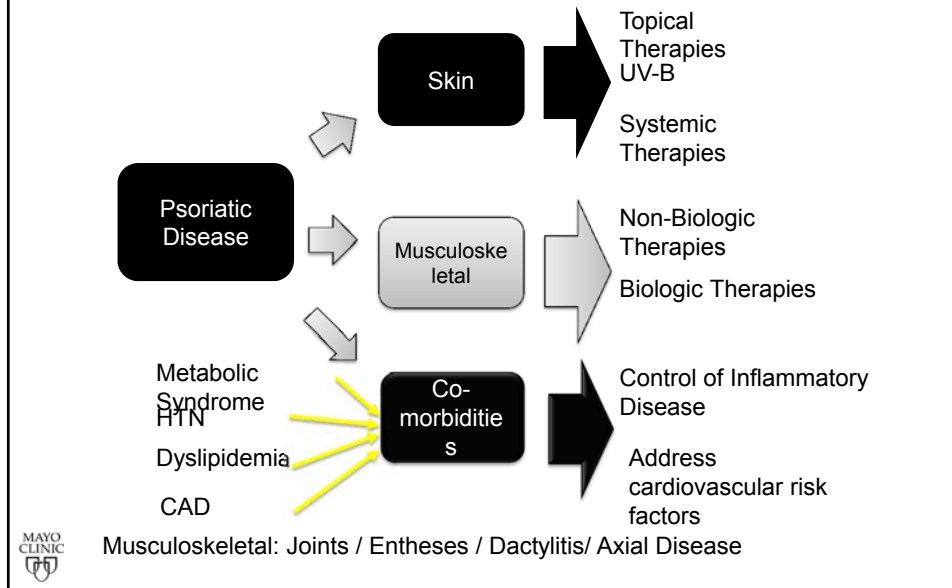 Topical
Therapies
UV-B
Systemic
Therapies
Skin
Psoriatic
Disease
Musculoske
letal
Non-Biologic
Therapies
Biologic Therapies
Metabolic
Syndrome
HTN
Dyslipidemia
CAD
Co-
morbiditie
s
Control of Inflammatory
Disease
Address
cardiovascular risk
factors
MAYO
CLINIC
Musculoskeletal: Joints / Entheses / Dactylitis/ Axial Disease